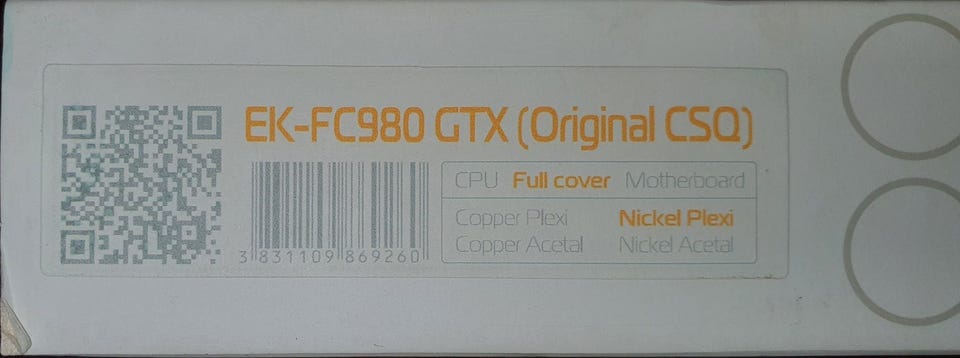 EK-FC980 GTX (Original CSQ)
CPU Full cover Motherboard
Copper Plexi Nickel Plexi
Copper Acetal Nickel Acetal
3 831109 869260